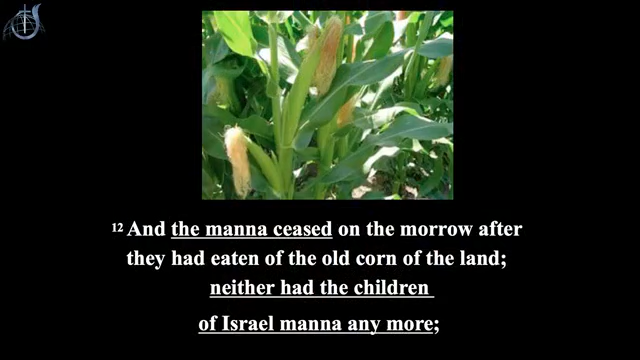 12 And the manna ceased on the morrow after
they had eaten of the old corn of the land;
neither had the children
of Israel manna any more;